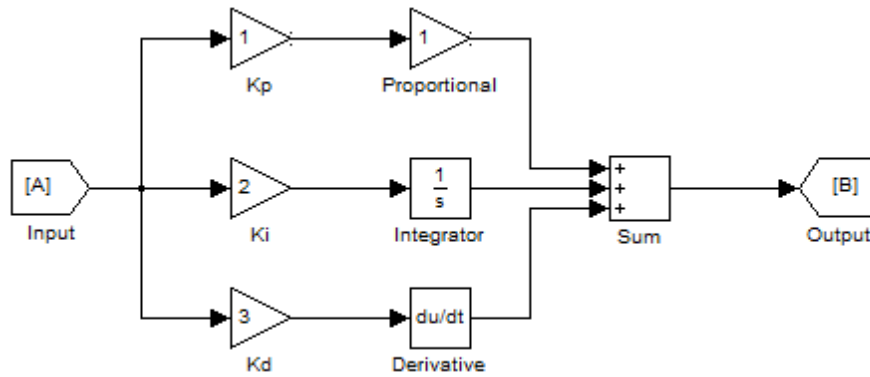 1
1
Kp
Proportional
[A]
2
1
s
+
+
+
[B]
Input
Ki
Integrator
Sum
Output
3
du/dt
Kd
Derivative